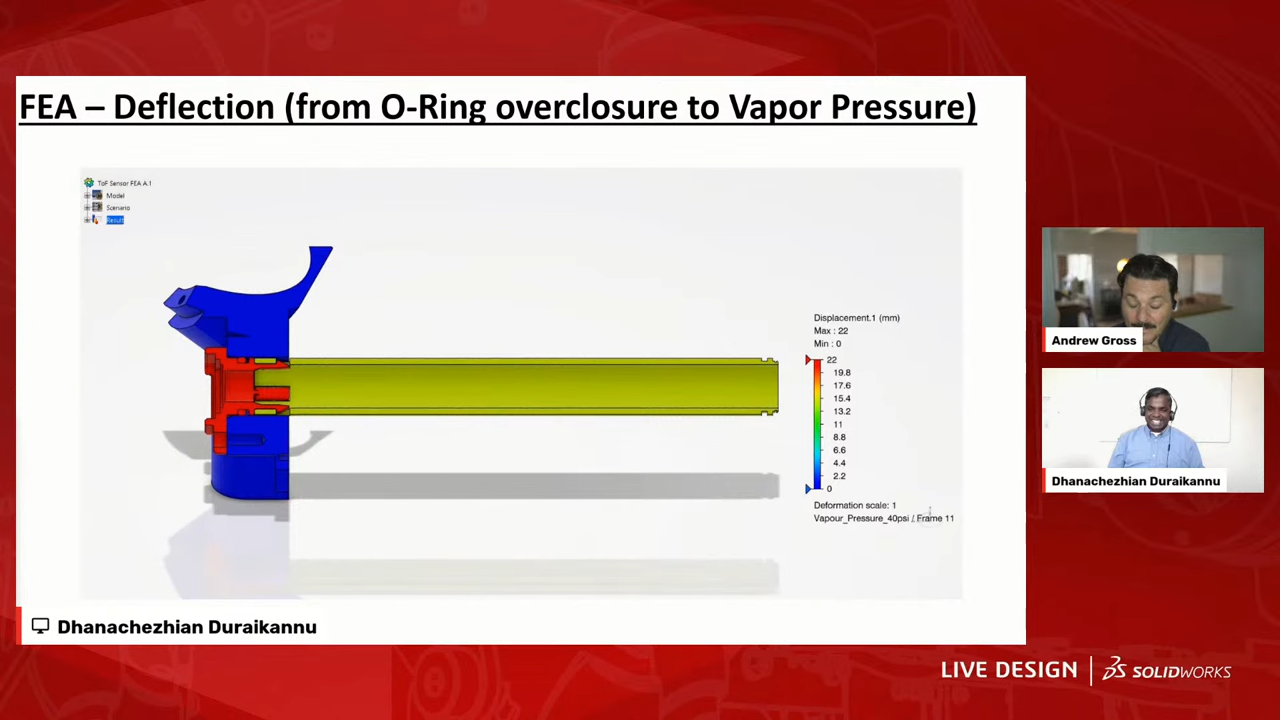 FEA – Deflection (from O-Ring overclosure to Vapor Pressure)
ToF Sensor FEA A.1
Model
Scenario
Result
Displacement.1 (mm)
Max : 22
Min : 0
22
19.8
17.6
15.4
13.2
11
8.8
6.6
4.4
2.2
0
Deformation scale: 1
Vapour_Pressure_40psi / Frame 11
Andrew Gross
Dhanachezhian Duraikannu
Dhanachezhian Duraikannu
LIVE DESIGN | SOLIDWORKS